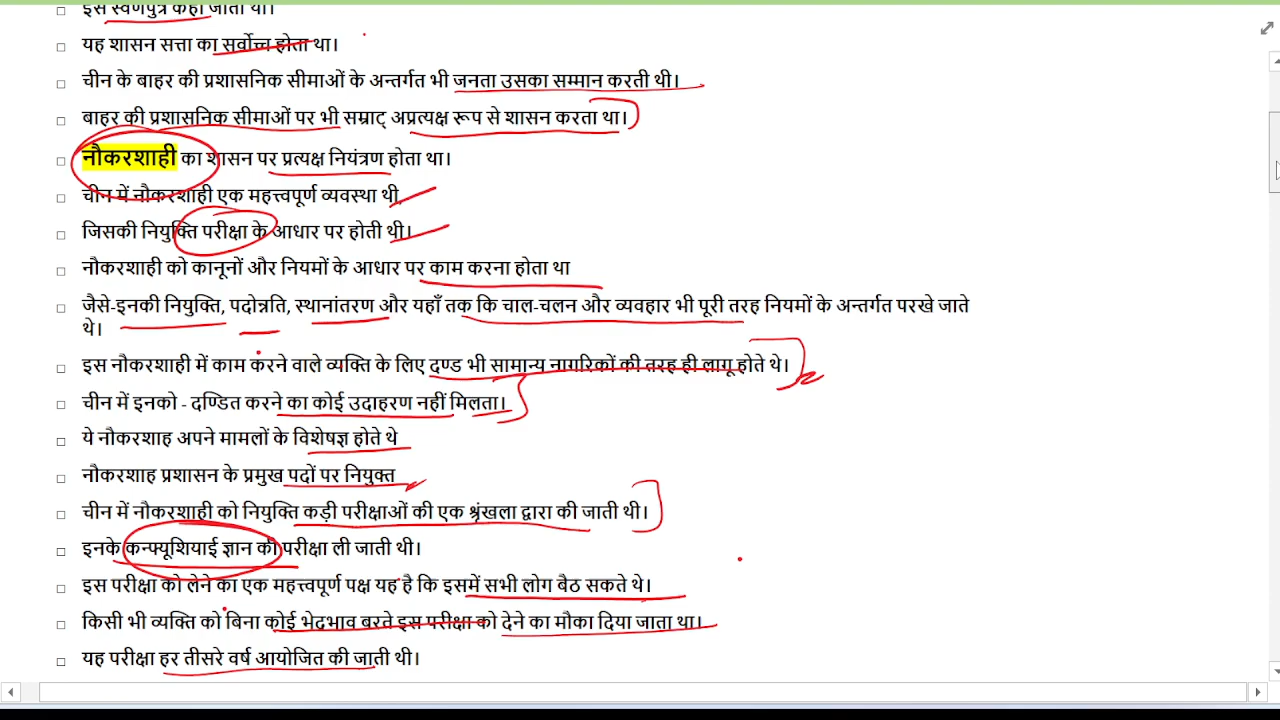 इसे स्वर्णपुत्र कहा जाता था।
यह शासन सत्ता का सर्वोच्च होता था।
चीन के बाहर की प्रशासनिक सीमाओं के अन्तर्गत भी जनता उसका सम्मान करती थी।
बाहर की प्रशासनिक सीमाओं पर भी सम्राट् अप्रत्यक्ष रूप से शासन करता था।
नौकरशाही का शासन पर प्रत्यक्ष नियंत्रण होता था।
चीन में नौकरशाही एक महत्त्वपूर्ण व्यवस्था थी
जिसकी नियुक्ति परीक्षा के आधार पर होती थी।
नौकरशाही को कानूनों और नियमों के आधार पर काम करना होता था
जैसे-इनकी नियुक्ति, पदोन्नति, स्थानांतरण और यहाँ तक कि चाल-चलन और व्यवहार भी पूरी तरह नियमों के अन्तर्गत परखे जाते
थे।
इस नौकरशाही में काम करने वाले व्यक्ति के लिए दण्ड भी सामान्य नागरिकों की तरह ही लागू होते थे।
चीन में इनको - दण्डित करने का कोई उदाहरण नहीं मिलता।
ये नौकरशाह अपने मामलों के विशेषज्ञ होते थे
नौकरशाह प्रशासन के प्रमुख पदों पर नियुक्त
चीन में नौकरशाही को नियुक्ति कड़ी परीक्षाओं की एक श्रृंखला द्वारा की जाती थी।
इनके कन्फ्यूशियाई ज्ञान की परीक्षा ली जाती थी।
इस परीक्षा को लेने का एक महत्त्वपूर्ण पक्ष यह है कि इसमें सभी लोग बैठ सकते थे।
किसी भी व्यक्ति को बिना कोई भेदभाव बरते इस परीक्षा को देने का मौका दिया जाता था।
यह परीक्षा हर तीसरे वर्ष आयोजित की जाती थी।